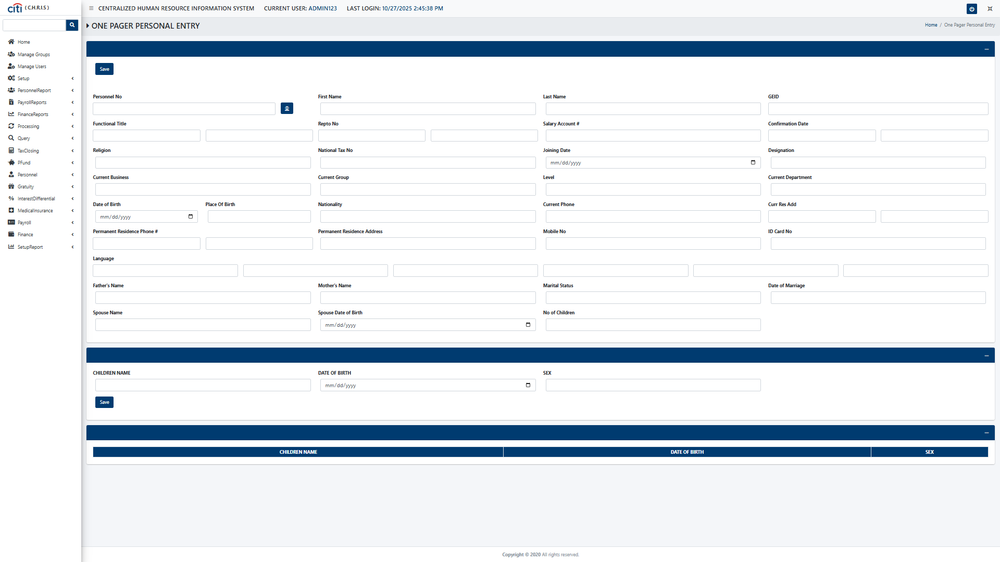 citi ( C.H.R.I.S )
CENTRALIZED HUMAN RESOURCE INFORMATION SYSTEM CURRENT USER: ADMIN123 LAST LOGIN: 10/27/2025 2:45:38 PM
ONE PAGER PERSONAL ENTRY
Home / One Pager Personal Entry
Home
Manage Groups
Manage Users
Setup
PersonnelReport
PayrollReports
FinanceReports
Processing
Query
TaxClosing
PFund
Personnel
Gratuity
InterestDifferential
MedicalInsurance
Payroll
Finance
SetupReport
Save
Personnel No First Name Last Name GEID
Functional Title Repto No Salary Account # Confirmation Date
Religion National Tax No Joining Date Designation
mm/dd/yyyy
Current Business Current Group Level Current Department
Date of Birth Place Of Birth Nationality Current Phone Curr Res Add
mm/dd/yyyy
Permanent Residence Phone # Permanent Residence Address Mobile No ID Card No
Language
Father's Name Mother's Name Marital Status Date of Marriage
Spouse Name Spouse Date of Birth No of Children
mm/dd/yyyy
CHILDREN NAME DATE OF BIRTH SEX
mm/dd/yyyy
Save
CHILDREN NAME DATE OF BIRTH SEX
Copyright © 2020 All rights reserved.